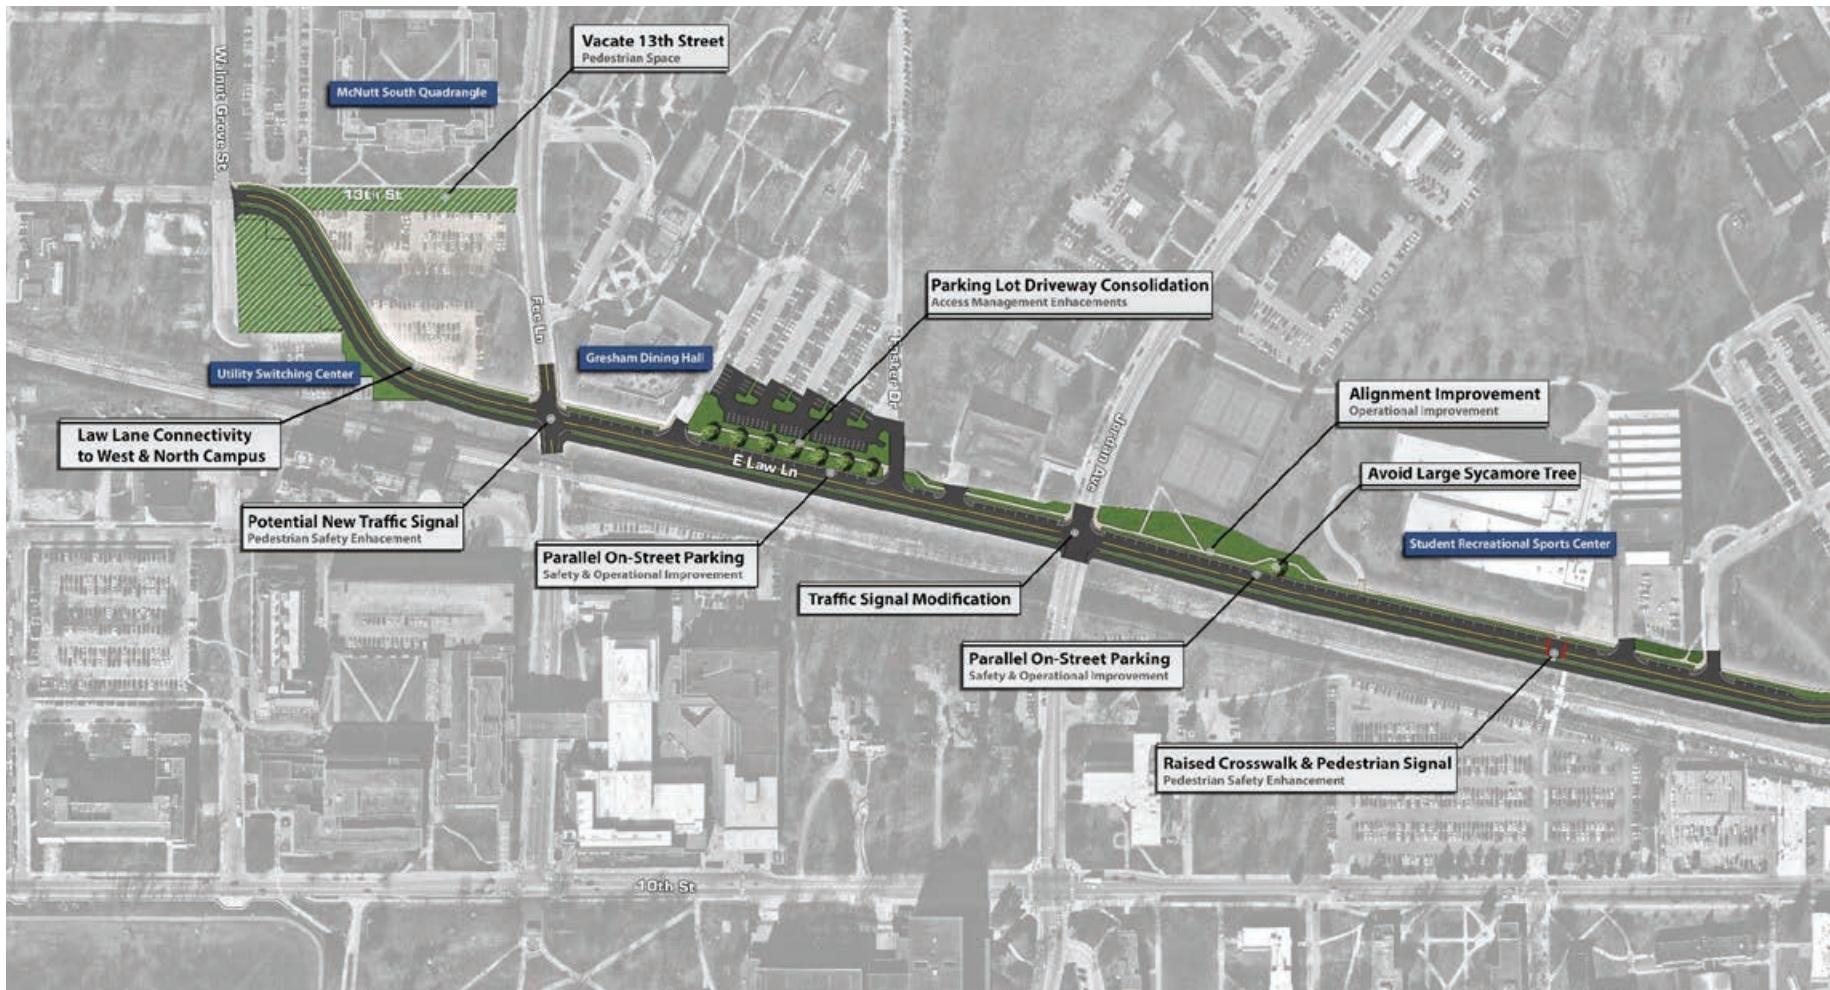 Vacate 13th Street
Pedestrian Space
McNutt South Quadrangle
Walnut Grove St
13th St
Parking Lot Driveway Consolidation
Access Management Enhacements
Fee Ln
Gresham Dining Hall
Utility Switching Center
Alignment Improvement
Operational Improvement
Law Lane Connectivity
to West & North Campus
Jordan Ave
E Law Ln
Avoid Large Sycamore Tree
Potential New Traffic Signal
Pedestrian Safety Enhacement
Student Recreational Sports Center
Parallel On-Street Parking
Safety & Operational Improvement
Traffic Signal Modification
Parallel On-Street Parking
Safety & Operational Improvement
Raised Crosswalk & Pedestrian Signal
Pedestrian Safety Enhancement
10th St